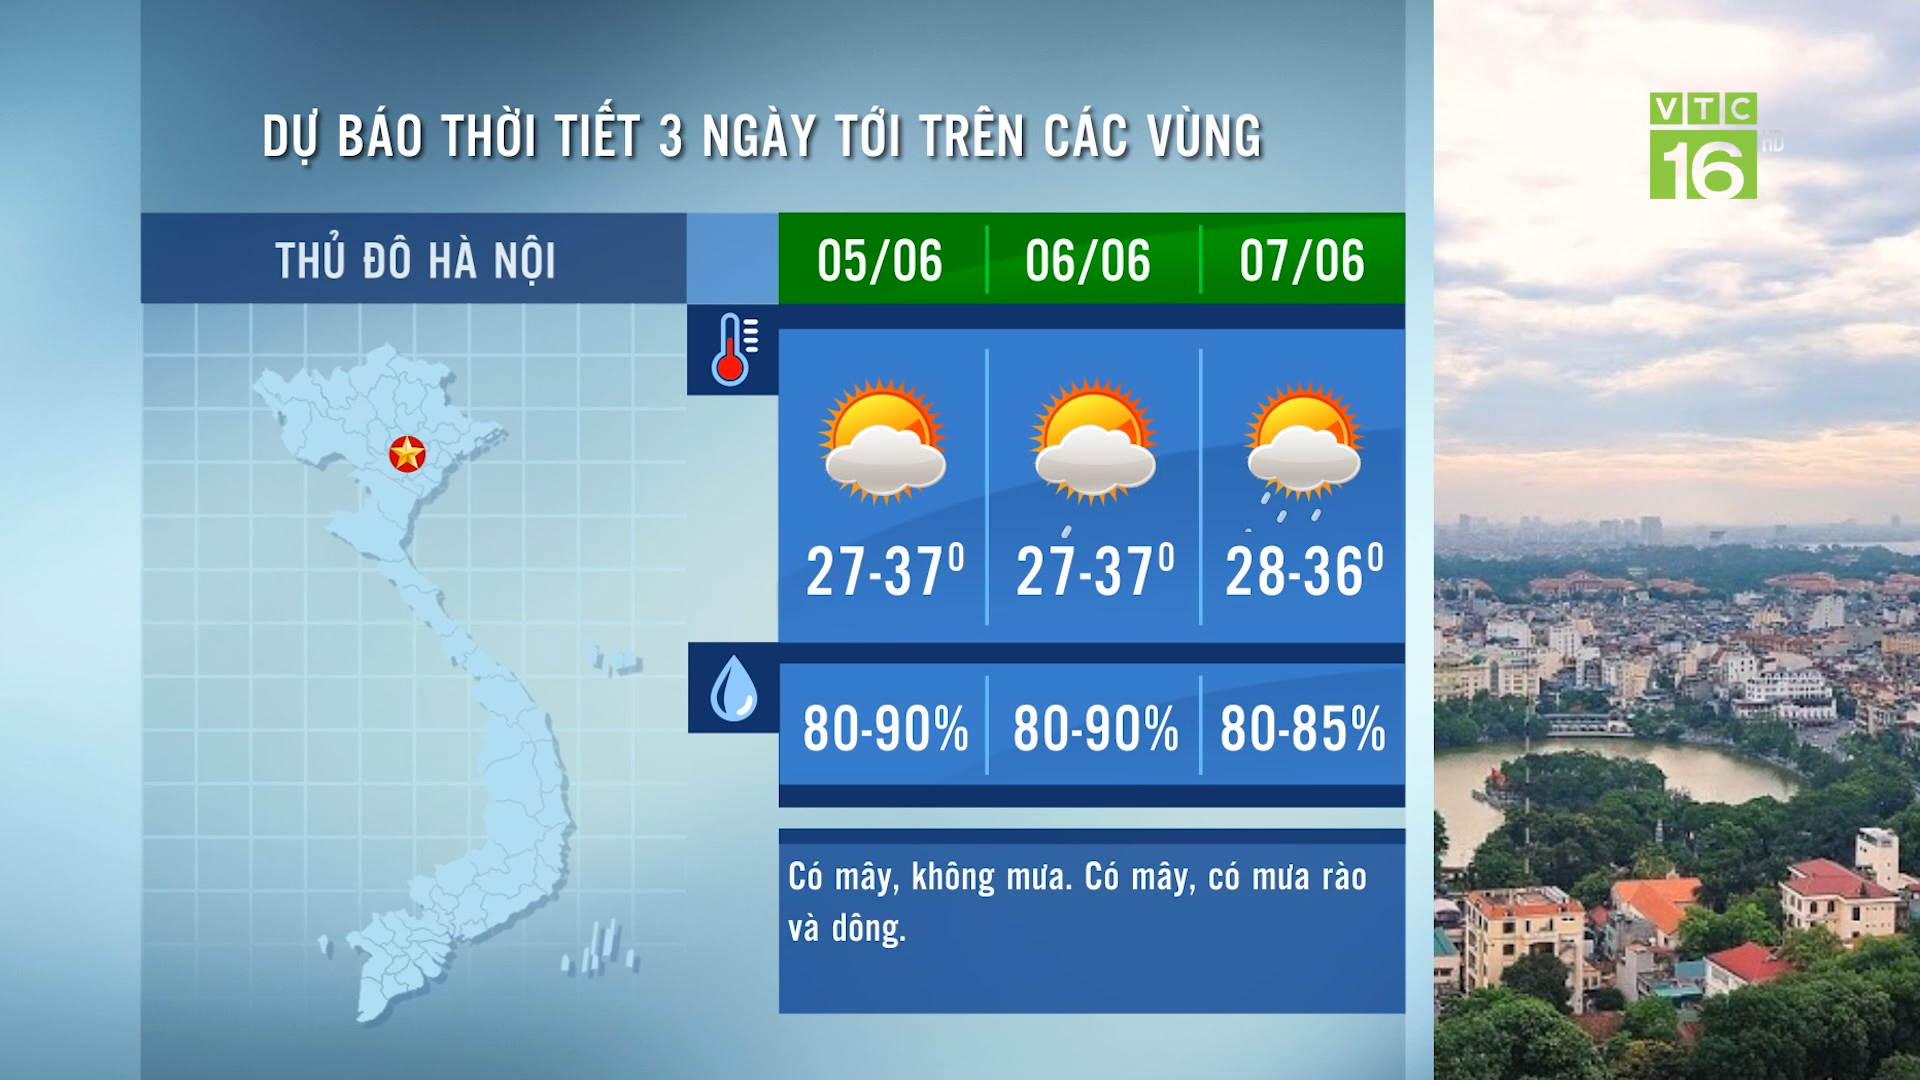 DỰ BÁO THỜI TIẾT 3 NGÀY TỚI TRÊN CÁC VÙNG
VTC
16 HD
THỦ ĐÔ HÀ NỘI
05/06 06/06 07/06
27-37⁰ 27-37⁰ 28-36⁰
80-90% 80-90% 80-85%
Có mây, không mưa. Có mây, có mưa rào
và dông.